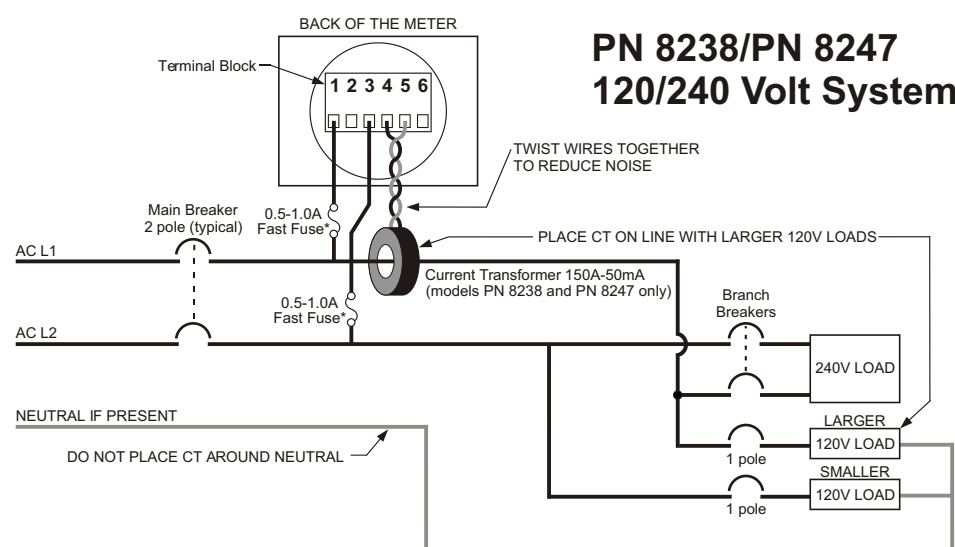 BACK OF THE METER
PN 8238/PN 8247
120/240 Volt System
Terminal Block
1 2 3 4 5 6
TWIST WIRES TOGETHER
TO REDUCE NOISE
Main Breaker
2 pole (typical)
0.5-1.0A
Fast Fuse*
PLACE CT ON LINE WITH LARGER 120V LOADS
AC L1
Current Transformer 150A-50mA
(models PN 8238 and PN 8247 only)
0.5-1.0A
Fast Fuse*
Branch
Breakers
AC L2
240V LOAD
NEUTRAL IF PRESENT
LARGER
120V LOAD
1 pole
DO NOT PLACE CT AROUND NEUTRAL
SMALLER
120V LOAD
1 pole